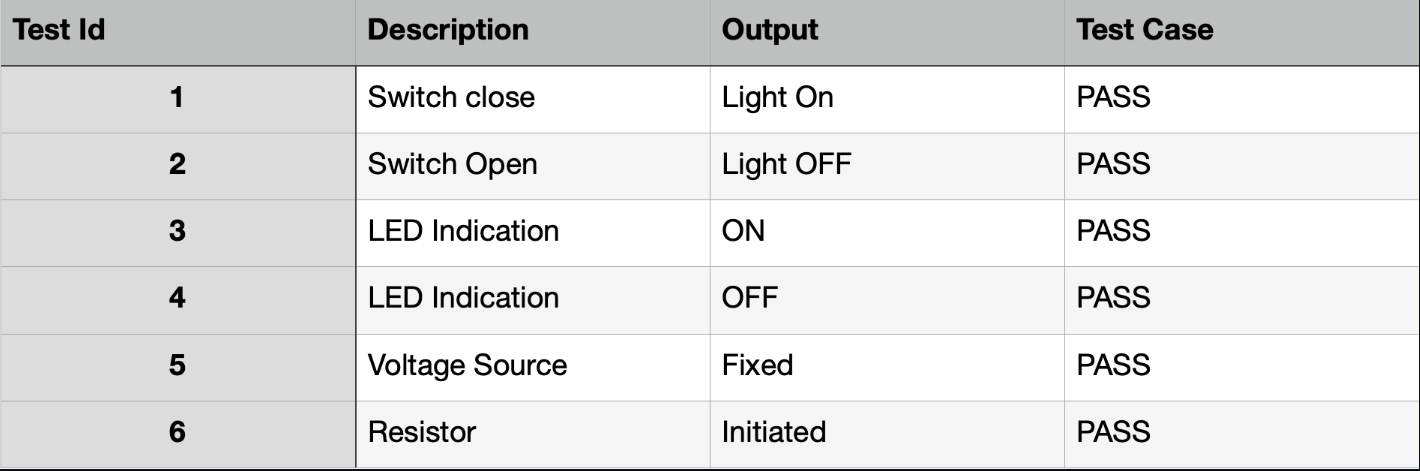 Test Id Description Output Test Case
1 Switch close Light On PASS
2 Switch Open Light OFF PASS
3 LED Indication ON PASS
4 LED Indication OFF PASS
5 Voltage Source Fixed PASS
6 Resistor Initiated PASS